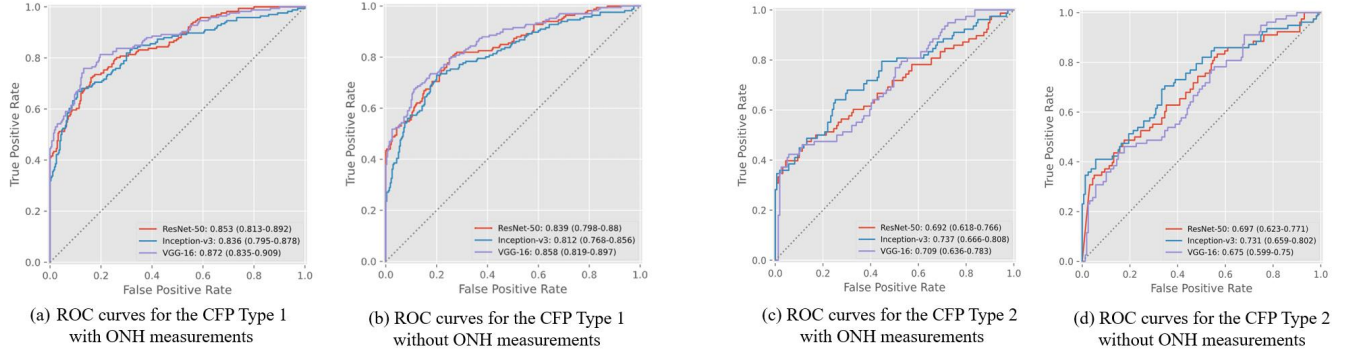 1.0
0.8
0.6
0.4
0.2
0.0
True Positive Rate
0.0 0.2 0.4 0.6 0.8 1.0
False Positive Rate
ResNet-50: 0.853 (0.813-0.892)
Inception-v3: 0.836 (0.795-0.878)
VGG-16: 0.872 (0.835-0.909)
(a) ROC curves for the CFP Type 1
with ONH measurements
1.0
0.8
0.6
0.4
0.2
0.0
True Positive Rate
0.0 0.2 0.4 0.6 0.8 1.0
False Positive Rate
ResNet-50: 0.839 (0.798-0.88)
Inception-v3: 0.812 (0.768-0.856)
VGG-16: 0.858 (0.819-0.897)
(b) ROC curves for the CFP Type 1
without ONH measurements
1.0
0.8
0.6
0.4
0.2
0.0
True Positive Rate
0.0 0.2 0.4 0.6 0.8 1.0
False Positive Rate
ResNet-50: 0.692 (0.618-0.766)
Inception-v3: 0.737 (0.666-0.808)
VGG-16: 0.709 (0.636-0.783)
(c) ROC curves for the CFP Type 2
with ONH measurements
1.0
0.8
0.6
0.4
0.2
0.0
True Positive Rate
0.0 0.2 0.4 0.6 0.8 1.0
False Positive Rate
ResNet-50: 0.697 (0.623-0.771)
Inception-v3: 0.731 (0.659-0.802)
VGG-16: 0.675 (0.599-0.75)
(d) ROC curves for the CFP Type 2
without ONH measurements